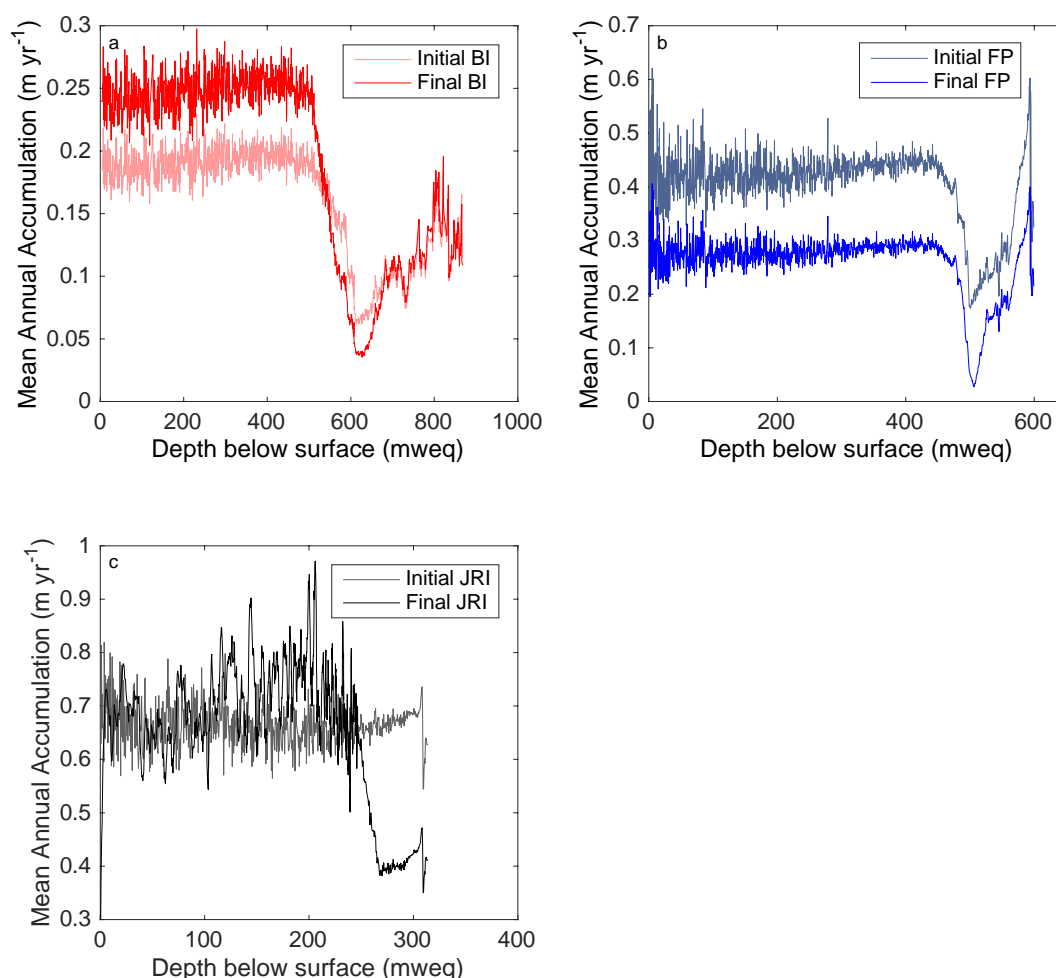 a
Initial BI
Final BI
0.3
0.25
0.2
0.15
0.1
0.05
0
0
200
400
600
800
1000
Mean Annual Accumulation (m yr⁻¹)
Depth below surface (mweq)
b
Initial FP
Final FP
0.7
0.6
0.5
0.4
0.3
0.2
0.1
0
0
200
400
600
Mean Annual Accumulation (m yr⁻¹)
Depth below surface (mweq)
c
Initial JRI
Final JRI
1
0.9
0.8
0.7
0.6
0.5
0.4
0.3
0
100
200
300
400
Mean Annual Accumulation (m yr⁻¹)
Depth below surface (mweq)